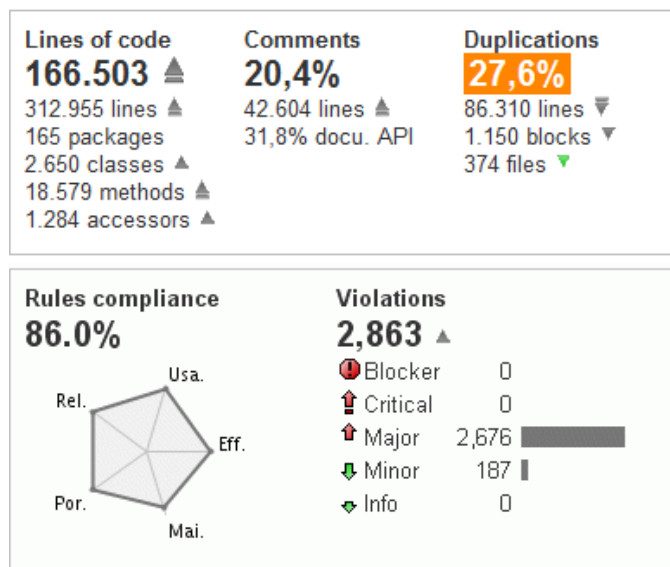 Lines of code
166.503
312.955 lines
165 packages
2.650 classes
18.579 methods
1.284 accessors
Comments
20,4%
42.604 lines
31,8% docu. API
Duplications
27,6%
86.310 lines
1.150 blocks
374 files
Rules compliance
86.0%
Usa.
Rel.
Eff.
Por.
Mai.
Violations
2,863
Blocker 0
Critical 0
Major 2,676
Minor 187
Info 0